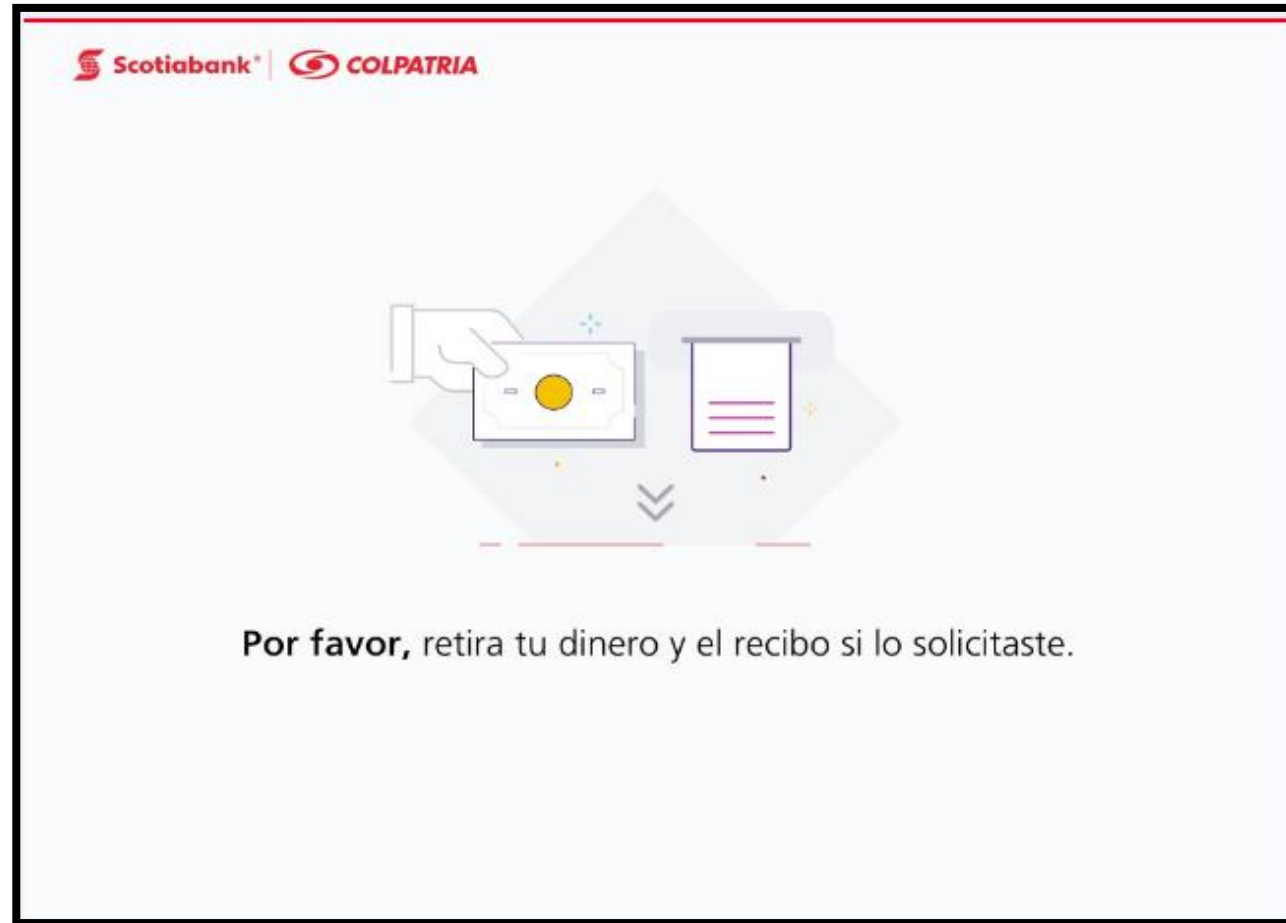 Scotiabank® | COLPATRIA
Por favor, retira tu dinero y el recibo si lo solicitaste.